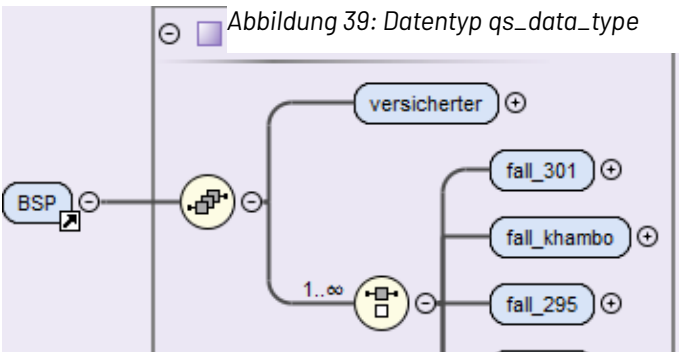 Abbildung 39: Datentyp qs_data_type
versicherter
fall_301
BSP
fall_khambo
1..∞
fall_295